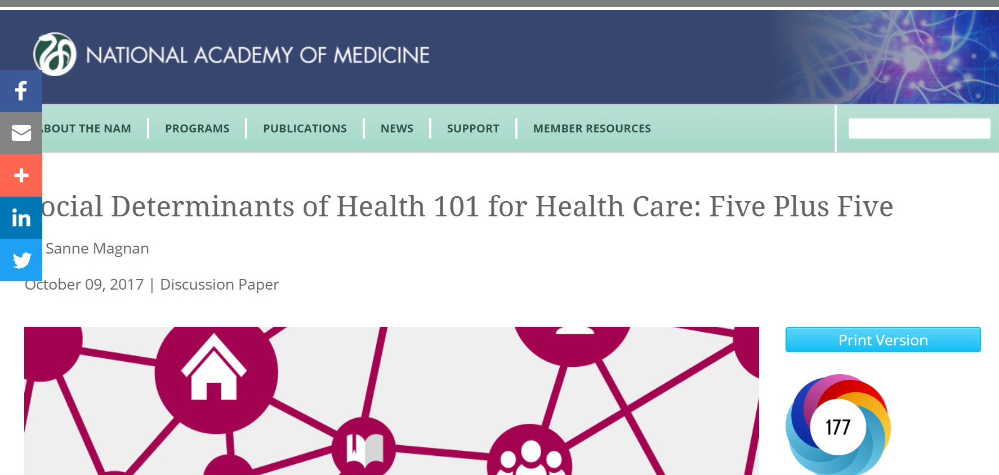 NATIONAL ACADEMY OF MEDICINE
BOUT THE NAM
PROGRAMS
PUBLICATIONS
NEWS
SUPPORT
MEMBER RESOURCES
ocial Determinants of Health 101 for Health Care: Five Plus Five
Sanne Magnan
October 09, 2017 | Discussion Paper
Print Version
177